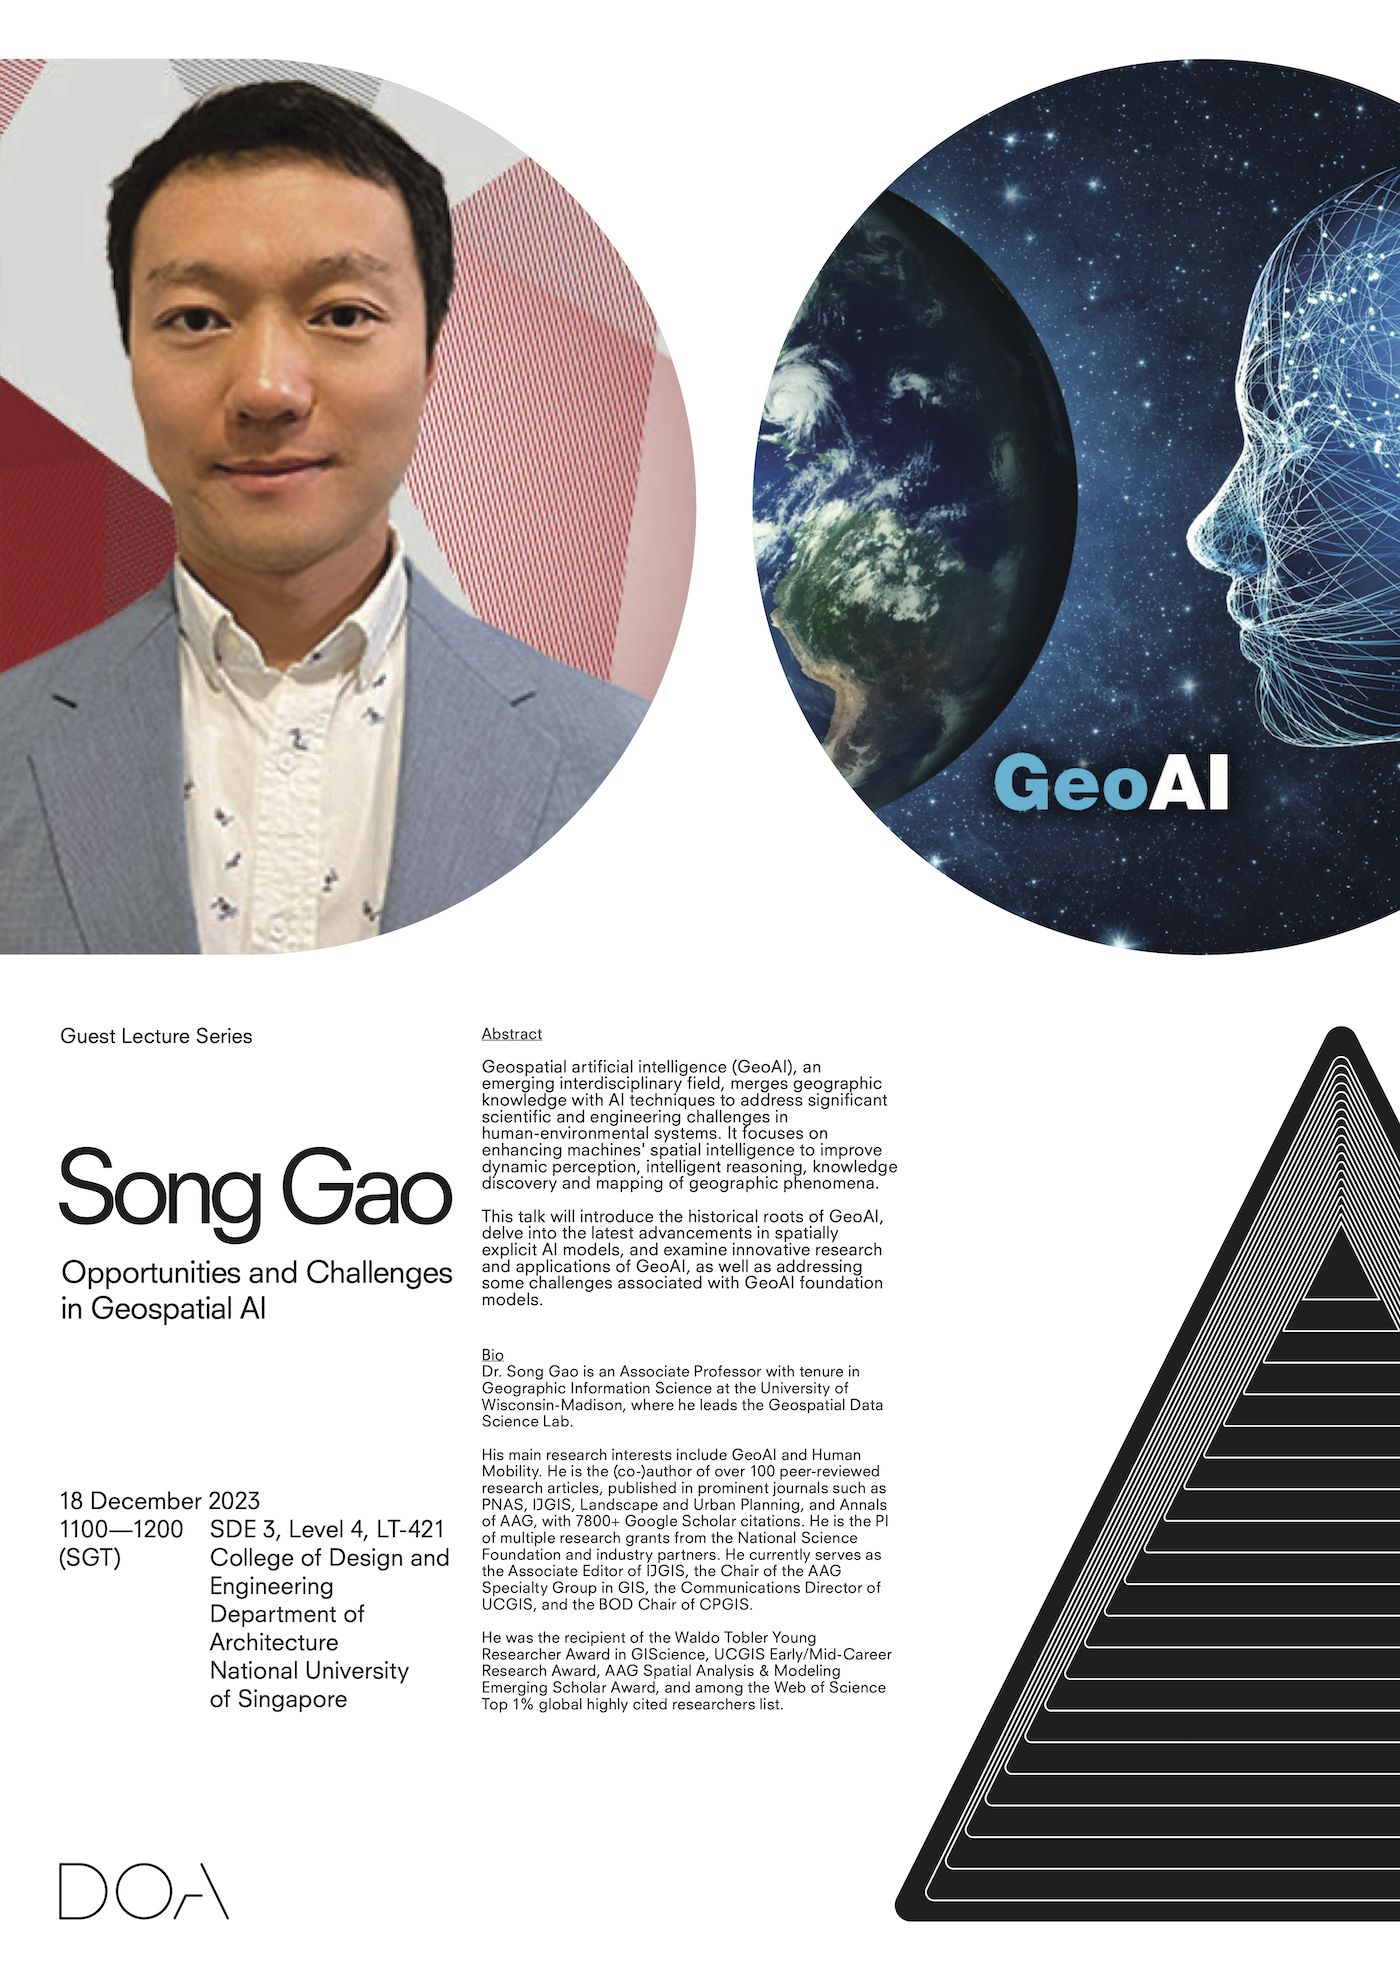 GeoAI
Guest Lecture Series
Song Gao
Opportunities and Challenges
in Geospatial AI
18 December 2023
1100—1200
(SGT)
SDE 3, Level 4, LT-421
College of Design and
Engineering
Department of
Architecture
National University
of Singapore
Abstract
Geospatial artificial intelligence (GeoAI), an
emerging interdisciplinary field, merges geographic
knowledge with AI techniques to address significant
scientific and engineering challenges in
human-environmental systems. It focuses on
enhancing machines' spatial intelligence to improve
dynamic perception, intelligent reasoning, knowledge
discovery and mapping of geographic phenomena.
This talk will introduce the historical roots of GeoAI,
delve into the latest advancements in spatially
explicit AI models, and examine innovative research
and applications of GeoAI, as well as addressing
some challenges associated with GeoAI foundation
models.
Bio
Dr. Song Gao is an Associate Professor with tenure in
Geographic Information Science at the University of
Wisconsin-Madison, where he leads the Geospatial Data
Science Lab.
His main research interests include GeoAI and Human
Mobility. He is the (co-)author of over 100 peer-reviewed
research articles, published in prominent journals such as
PNAS, IJGIS, Landscape and Urban Planning, and Annals
of AAG, with 7800+ Google Scholar citations. He is the PI
of multiple research grants from the National Science
Foundation and industry partners. He currently serves as
the Associate Editor of IJGIS, the Chair of the AAG
Specialty Group in GIS, the Communications Director of
UCGIS, and the BOD Chair of CPGIS.
He was the recipient of the Waldo Tobler Young
Researcher Award in GIScience, UCGIS Early/Mid-Career
Research Award, AAG Spatial Analysis & Modeling
Emerging Scholar Award, and among the Web of Science
Top 1% global highly cited researchers list.
DOA